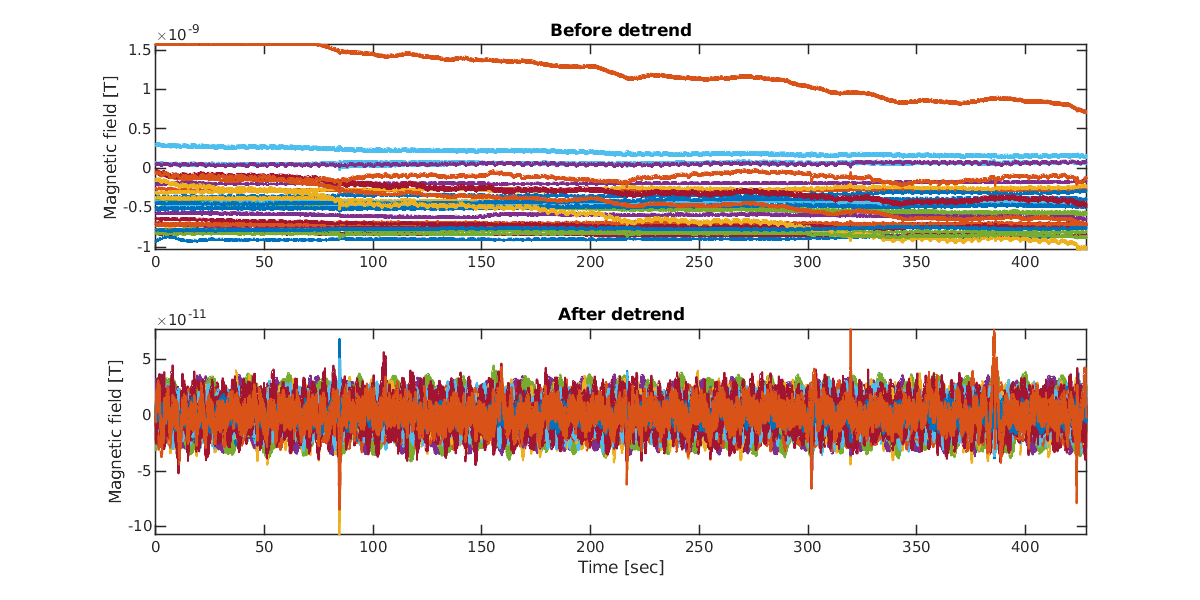 Before detrend
×10-9
1.5
1
0.5
0
-0.5
-1
Magnetic field [T]
0 50 100 150 200 250 300 350 400
After detrend
×10-11
5
0
-5
-10
Magnetic field [T]
0 50 100 150 200 250 300 350 400
Time [sec]